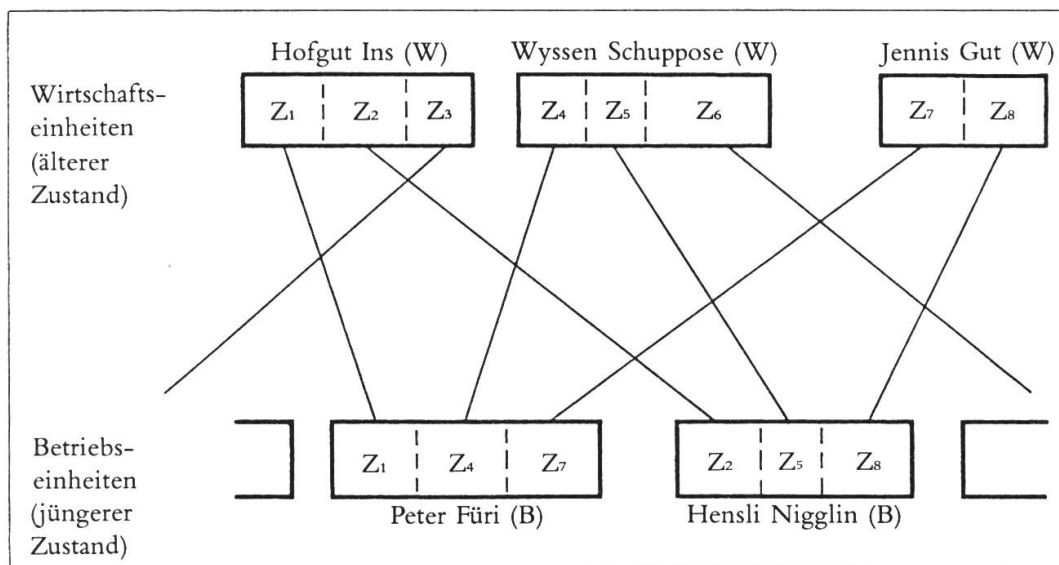 Hofgut Ins (W) Wyssen Schuppose (W) Jennis Gut (W)
Wirtschafts-
einheiten
(älterer
Zustand)
Z₁ Z₂ Z₃ Z₄ Z₅ Z₆ Z₇ Z₈
Betriebs-
einheiten
(jüngerer
Zustand)
Z₁ Z₄ Z₇ Z₂ Z₅ Z₈
Peter Füri (B) Hensli Nigglin (B)